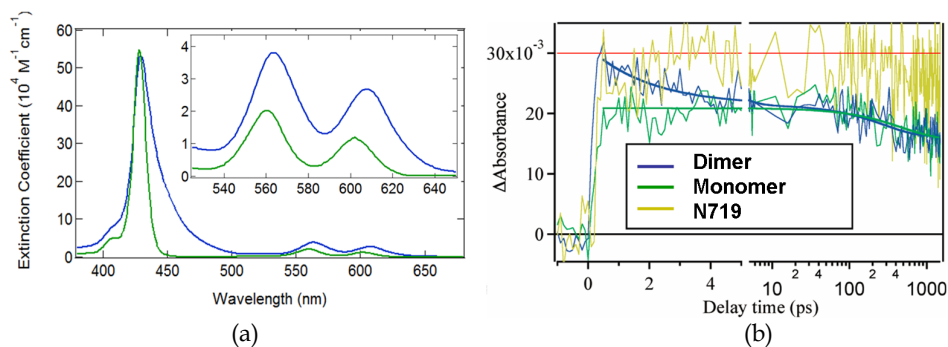 Extinction Coefficient (10⁴ M⁻¹ cm⁻¹)
60
50
40
30
20
10
0
4
3
2
1
0
540 560 580 600 620 640
400 450 500 550 600 650
Wavelength (nm)
(a)
ΔAbsorbance
30x10⁻³
20
10
0
Dimer
Monomer
N719
0 2 4 10 2 4 100 2 4 1000
Delay time (ps)
(b)